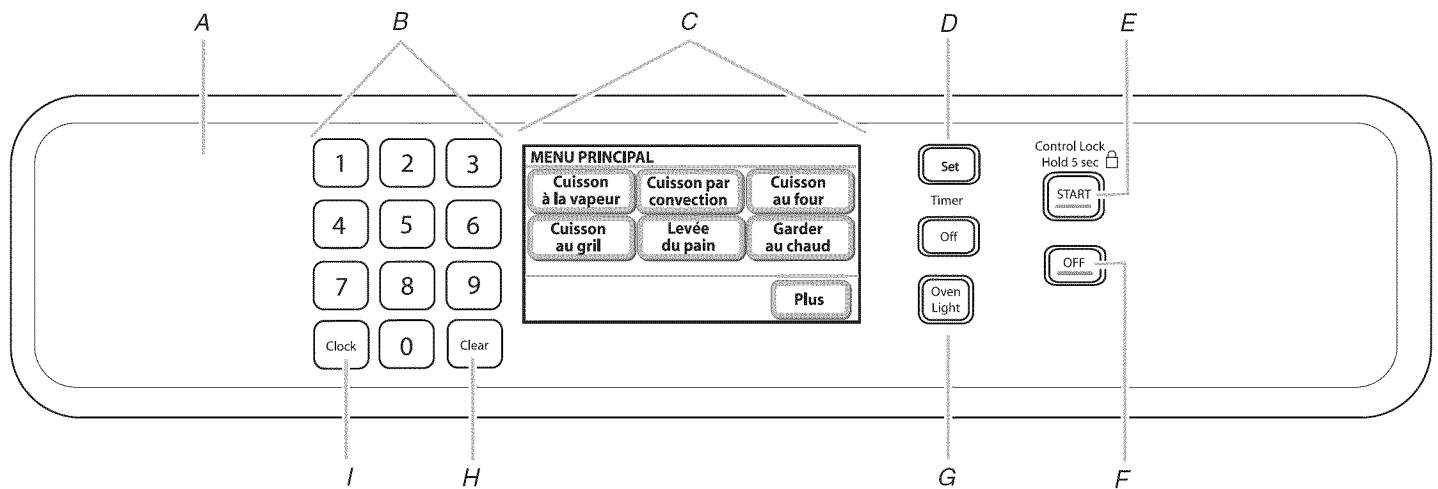 A B C D E
Control Lock
Hold 5 sec
1 2 3
MENU PRINCIPAL
Cuisson
à la vapeur
Cuisson par
convection
Cuisson
au four
Cuisson
au gril
Levée
du pain
Garder
au chaud
Plus
Set
Timer
Off
Oven
Light
START
OFF
4 5 6
7 8 9
Clock 0 Clear
I H G F